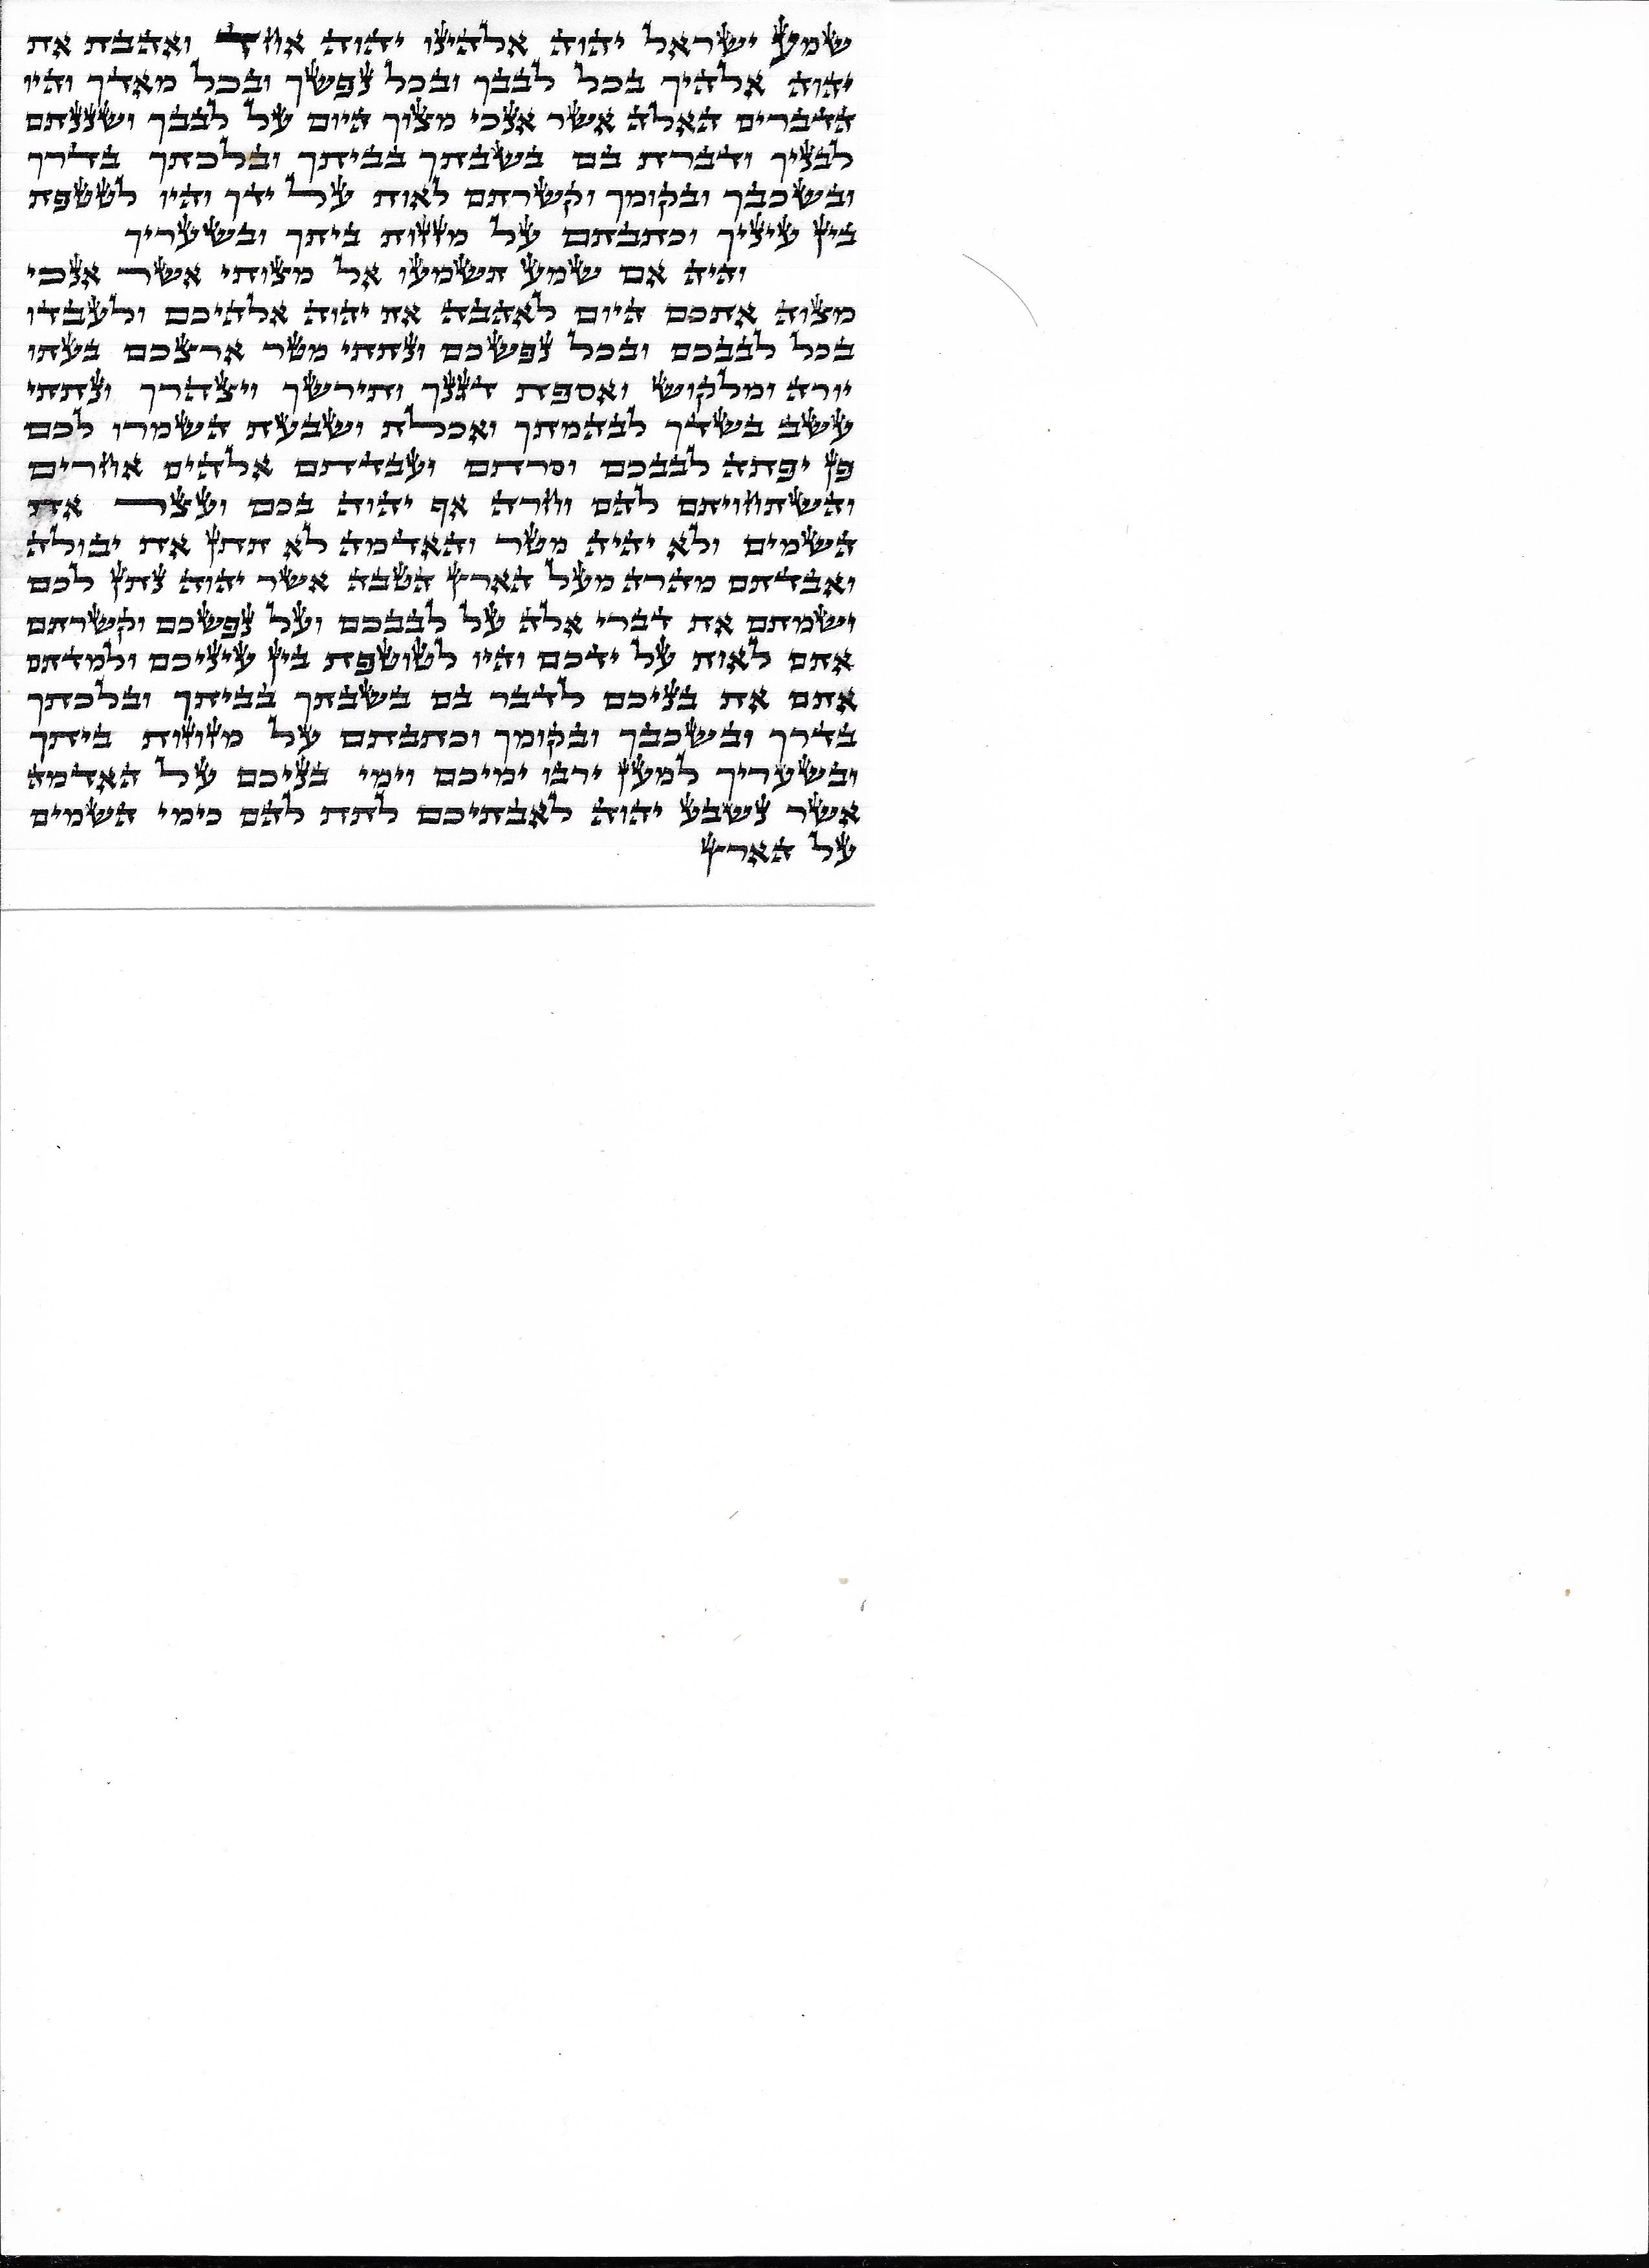 שמע ישראל יהוה אלהינו יהוה אחד ואהבת את
יהוה אלהיך בכל לבבך ובכל נפשך ובכל מאדך והיו
הדברים האלה אשר אנכי מצוך היום על לבבך ושננתם
לבניך ודברת בם בשבתך בביתך ובלכתך בדרך
ובשכבך ובקומך וקשרתם לאות על ידך והיו לטטפת
בין עיניך וכתבתם על מזזות ביתך ובשעריך
והיה אם שמע תשמעו אל מצותי אשר אנכי
מצוה אתכם היום לאהבה את יהוה אלהיכם ולעבדו
בכל לבבכם ובכל נפשכם ונתתי מטר ארצכם בעתו
יורה ומלקוש ואספת דגנך ותירשך ויצהרך ונתתי
עשב בשדך לבהמתך ואכלת ושבעת השמרו לכם
פן יפתה לבבכם וסרתם ועבדתם אלהים אחרים
והשתחויתם להם וחרה אף יהוה בכם ועצר את
השמים ולא יהיה מטר והאדמה לא תתן את יבולה
ואבדתם מהרה מעל הארץ הטבה אשר יהוה נתן לכם
ושמתם את דברי אלה על לבבכם ועל נפשכם וקשרתם
אתם לאות על ידכם והיו לטוטפת בין עיניכם ולמדתם
אתם את בניכם לדבר בם בשבתך בביתך ובלכתך
בדרך ובשכבך ובקומך וכתבתם על מזוזות ביתך
ובשעריך למען ירבו ימיכם וימי בניכם על האדמה
אשר נשבע יהוה לאבתיכם לתת להם כימי השמים
על הארץ